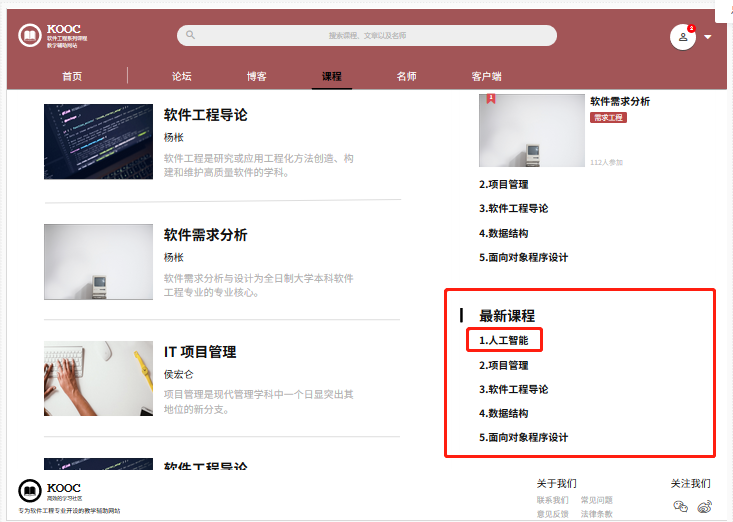 KOOC
软件工程系列课程
教学辅助网站
搜索课程、文章以及名师
2
首页
论坛
博客
课程
名师
客户端
软件工程导论
杨枨
软件工程是研究或应用工程化方法创造、构
建和维护高质量软件的学科。
软件需求分析
杨枨
软件需求分析与设计为全日制大学本科软件
工程专业的专业核心。
IT 项目管理
侯宏仑
项目管理是现代管理学科中一个日显突出其
地位的新分支。
软件工程导论
1
软件需求分析
需求工程
112人参加
2.项目管理
3.软件工程导论
4.数据结构
5.面向对象程序设计
最新课程
1.人工智能
2.项目管理
3.软件工程导论
4.数据结构
5.面向对象程序设计
KOOC
高效的学习社区
专为软件工程专业开设的教学辅助网站
关于我们
联系我们 常见问题
意见反馈 法律条款
关注我们